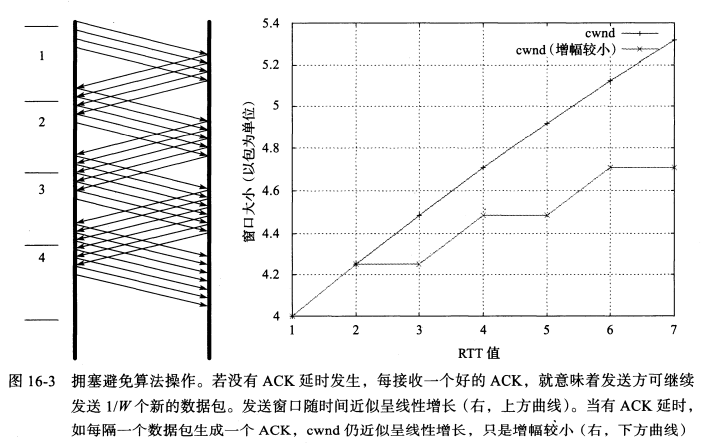 1
2
3
4
窗口大小（以包为单位）
5.4
5.2
5
4.8
4.6
4.4
4.2
4
cwnd
cwnd（增幅较小）
1 2 3 4 5 6 7
RTT 值
图 16-3 拥塞避免算法操作。若没有 ACK 延时发生，每接收一个好的 ACK，就意味着发送方可继续
发送 1/W 个新的数据包。发送窗口随时间近似呈线性增长（右，上方曲线）。当有 ACK 延时，
如每隔一个数据包生成一个 ACK，cwnd 仍近似呈线性增长，只是增幅较小（右，下方曲线）